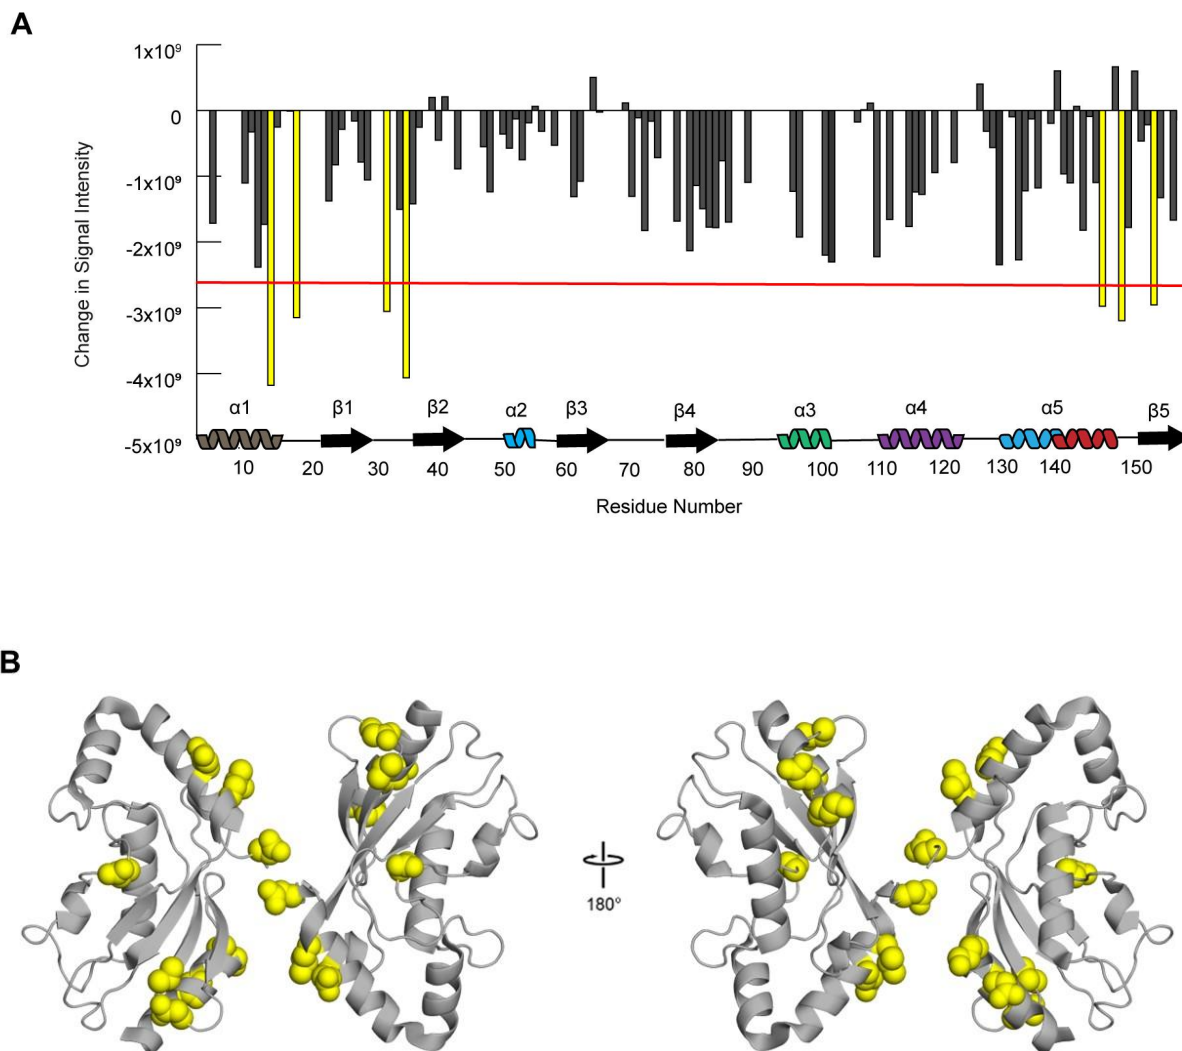 A
1x10⁹
0
-1x10⁹
-2x10⁹
-3x10⁹
-4x10⁹
-5x10⁹
Change in Signal Intensity
α1 β1 β2 α2 β3 β4 α3 α4 α5 β5
10 20 30 40 50 60 70 80 90 100 110 120 130 140 150
Residue Number
B
180°